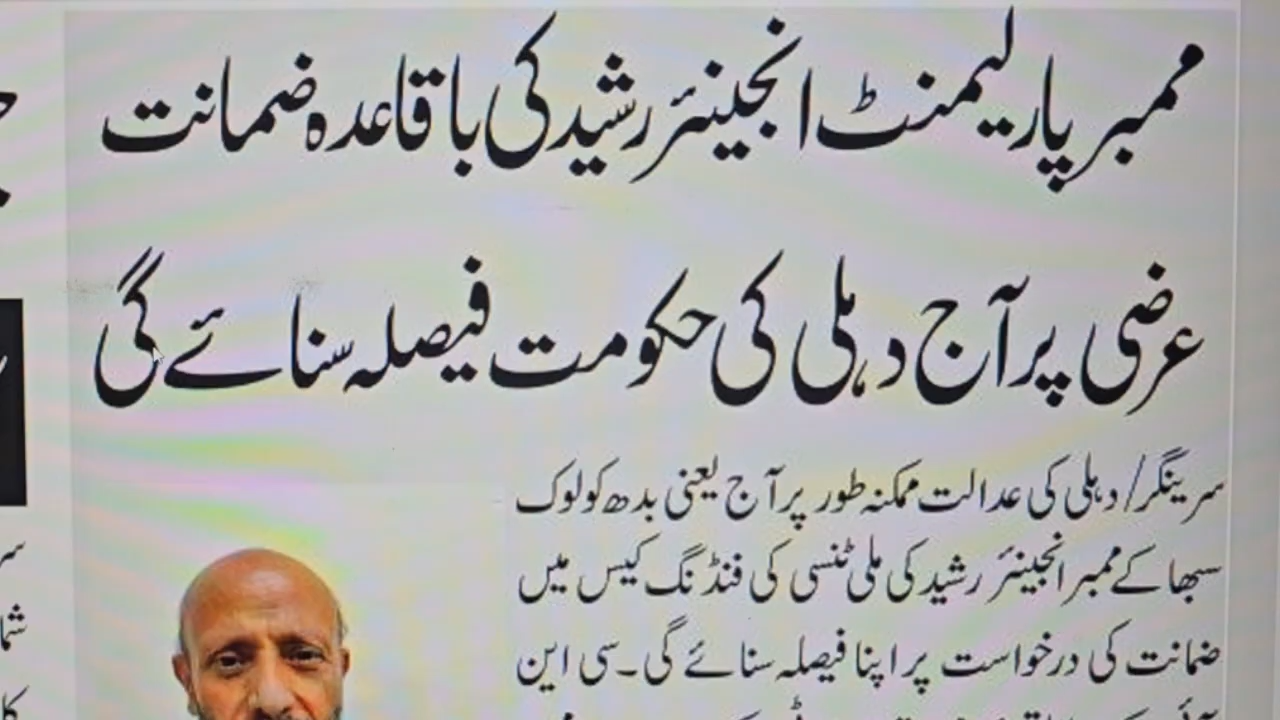 ممبر پارلیمنٹ انجینئر رشید کی باقاعدہ ضمانت
عرضی پر آج دہلی کی حکومت فیصلہ سنائے گی
سرینگر/ دہلی کی عدالت ممکنہ طور پر آج یعنی بدھ کو لوک
سبھا کے ممبر انجینئر رشید کی ملی ٹنسی کی فنڈنگ کیس میں
ضمانت کی درخواست پر اپنا فیصلہ سنائے گی۔ سی این